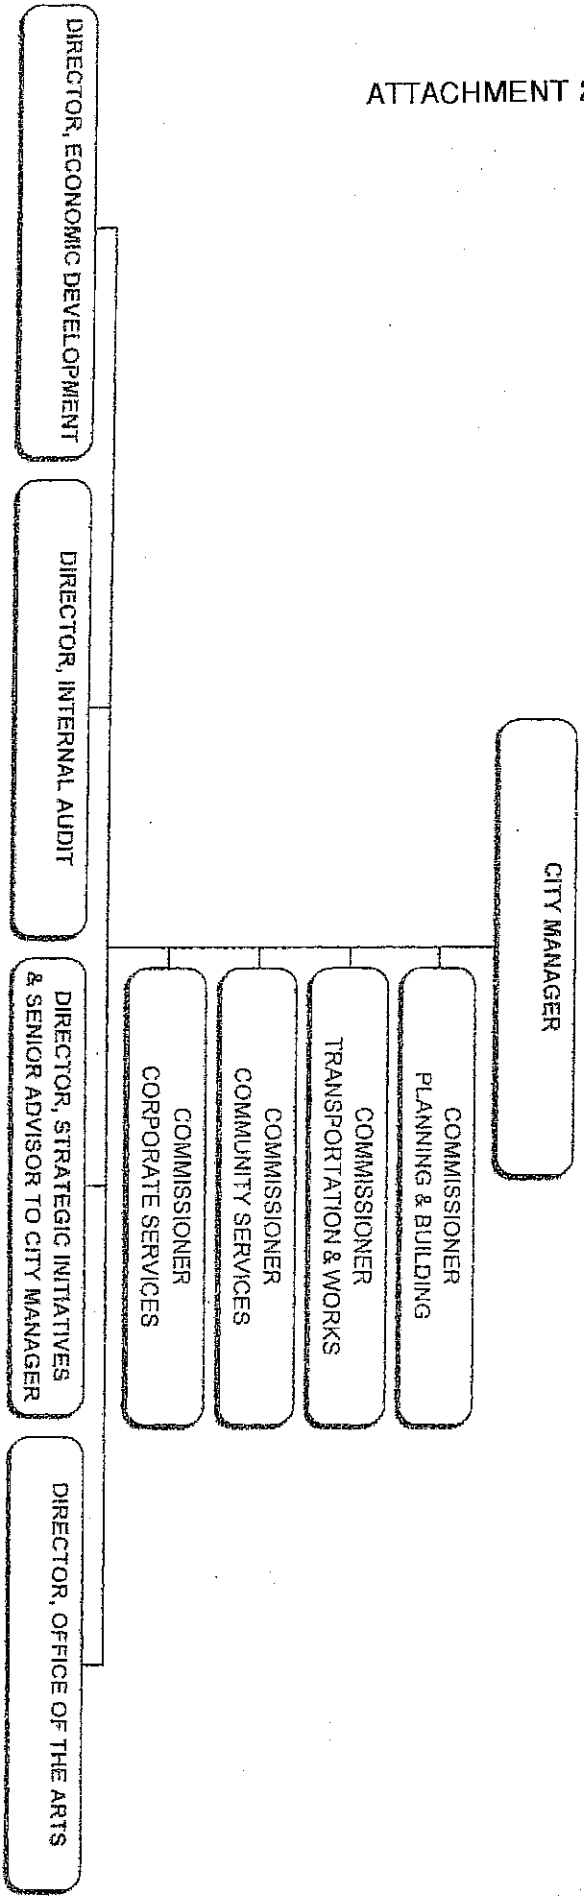 ATTACHMENT 2
CITY MANAGER
COMMISSIONER
PLANNING & BUILDING
COMMISSIONER
TRANSPORTATION & WORKS
COMMISSIONER
COMMUNITY SERVICES
COMMISSIONER
CORPORATE SERVICES
DIRECTOR, ECONOMIC DEVELOPMENT
DIRECTOR, INTERNAL AUDIT
DIRECTOR, STRATEGIC INITIATIVES
& SENIOR ADVISOR TO CITY MANAGER
DIRECTOR, OFFICE OF THE ARTS